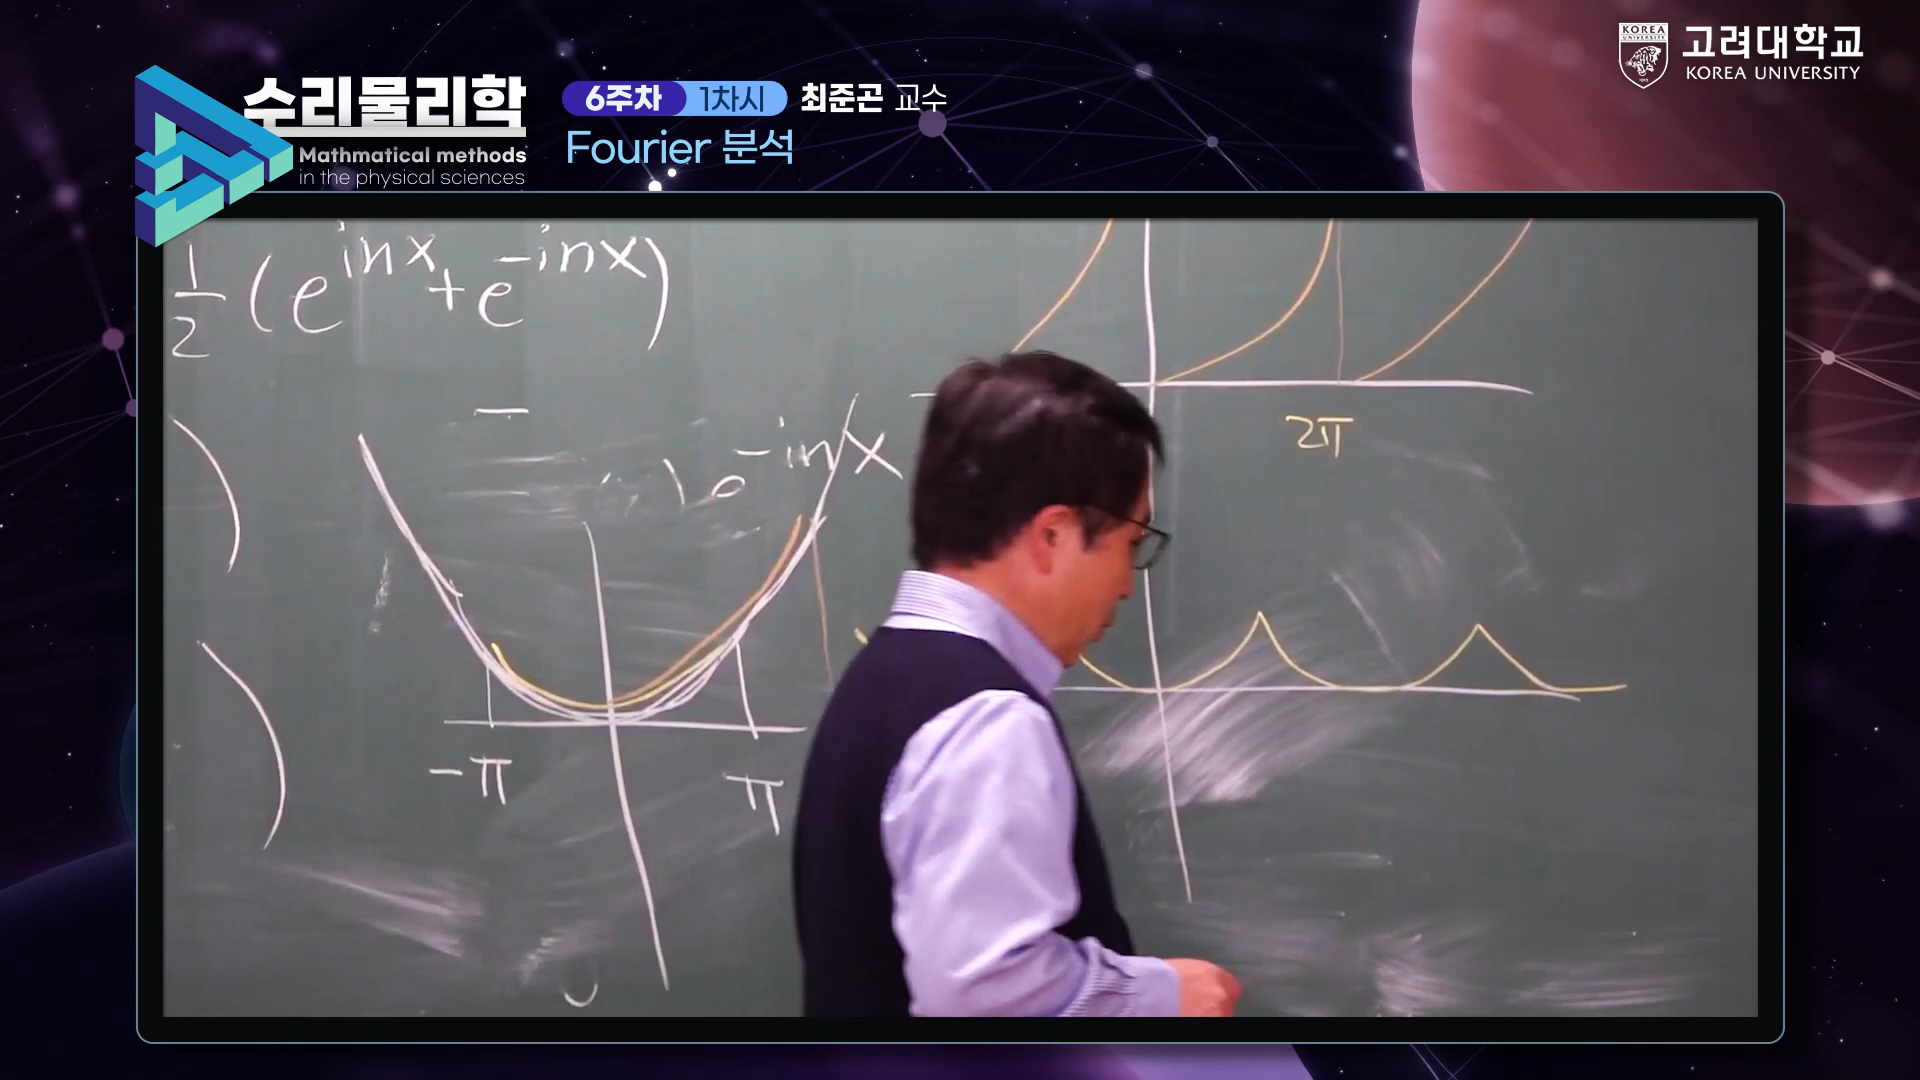 수리물리학
Mathmatical methods
in the physical sciences
6주차 1차시 최준곤 교수
Fourier 분석
KOREA
UNIVERSITY
고려대학교
KOREA UNIVERSITY
1/2 (e^{inx} + e^{-inx})
e^{-inx}
2π
-π π